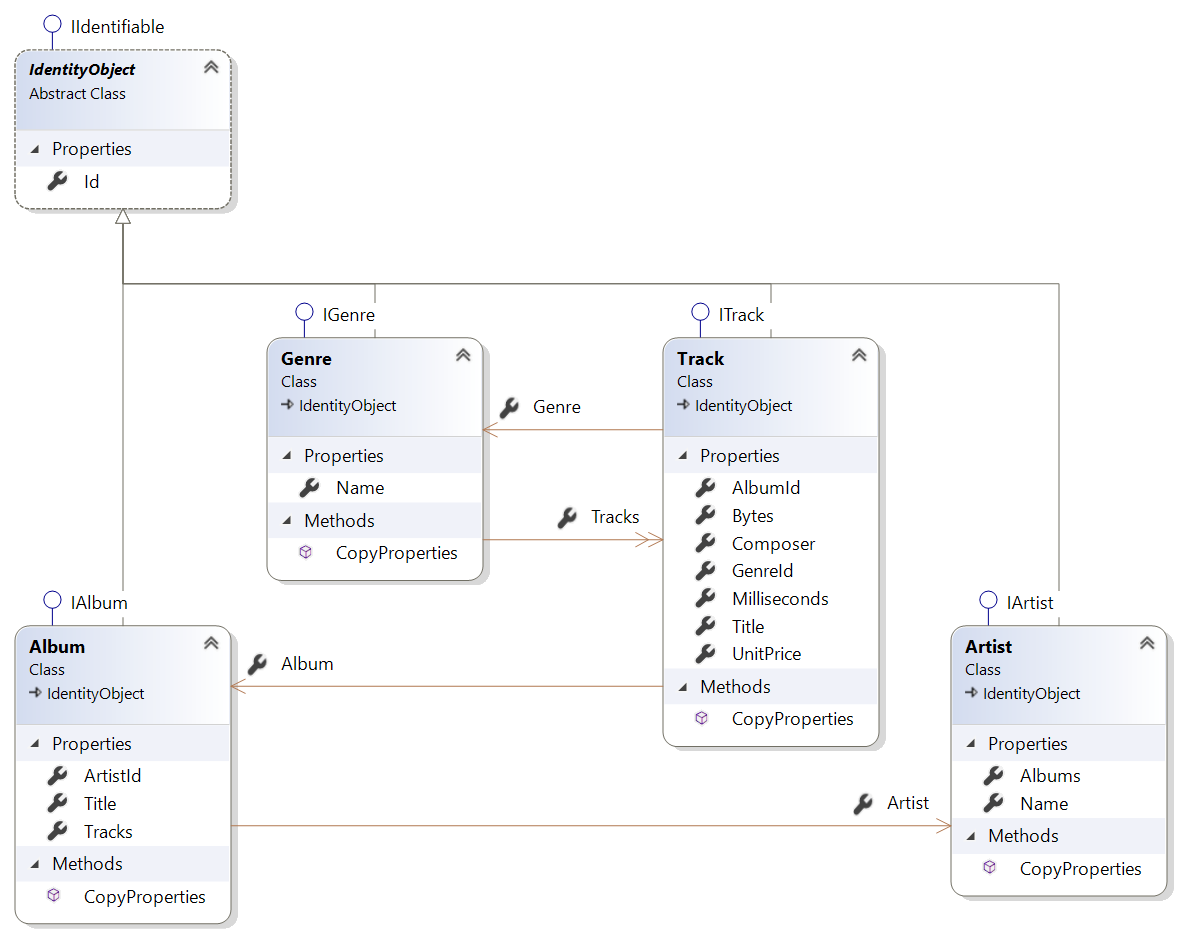 IIdentifiable
IdentityObject
Abstract Class
Properties
Id
IGenre
Genre
Class
IdentityObject
Properties
Name
Methods
CopyProperties
Genre
Tracks
ITrack
Track
Class
IdentityObject
Properties
AlbumId
Bytes
Composer
GenreId
Milliseconds
Title
UnitPrice
Methods
CopyProperties
IAlbum
Album
Class
IdentityObject
Properties
ArtistId
Title
Tracks
Methods
CopyProperties
Album
Artist
IArtist
Artist
Class
IdentityObject
Properties
Albums
Name
Methods
CopyProperties